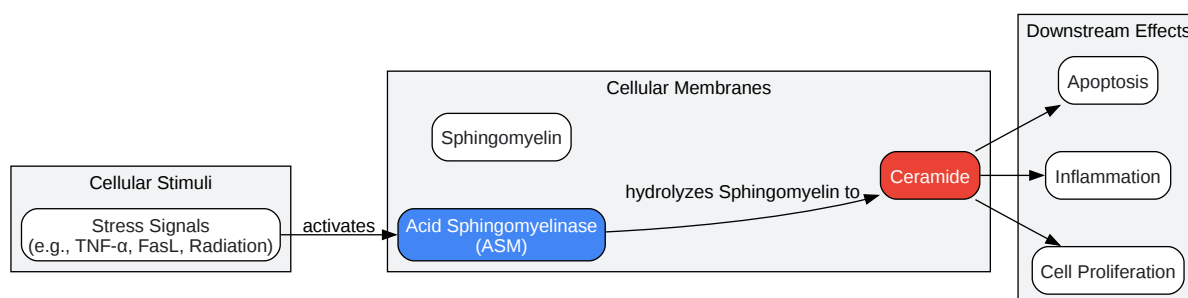 Cellular Stimuli
Stress Signals
(e.g., TNF-α, FasL, Radiation)
activates
Cellular Membranes
Sphingomyelin
Acid Sphingomyelinase
(ASM)
hydrolyzes Sphingomyelin to
Ceramide
Downstream Effects
Apoptosis
Inflammation
Cell Proliferation